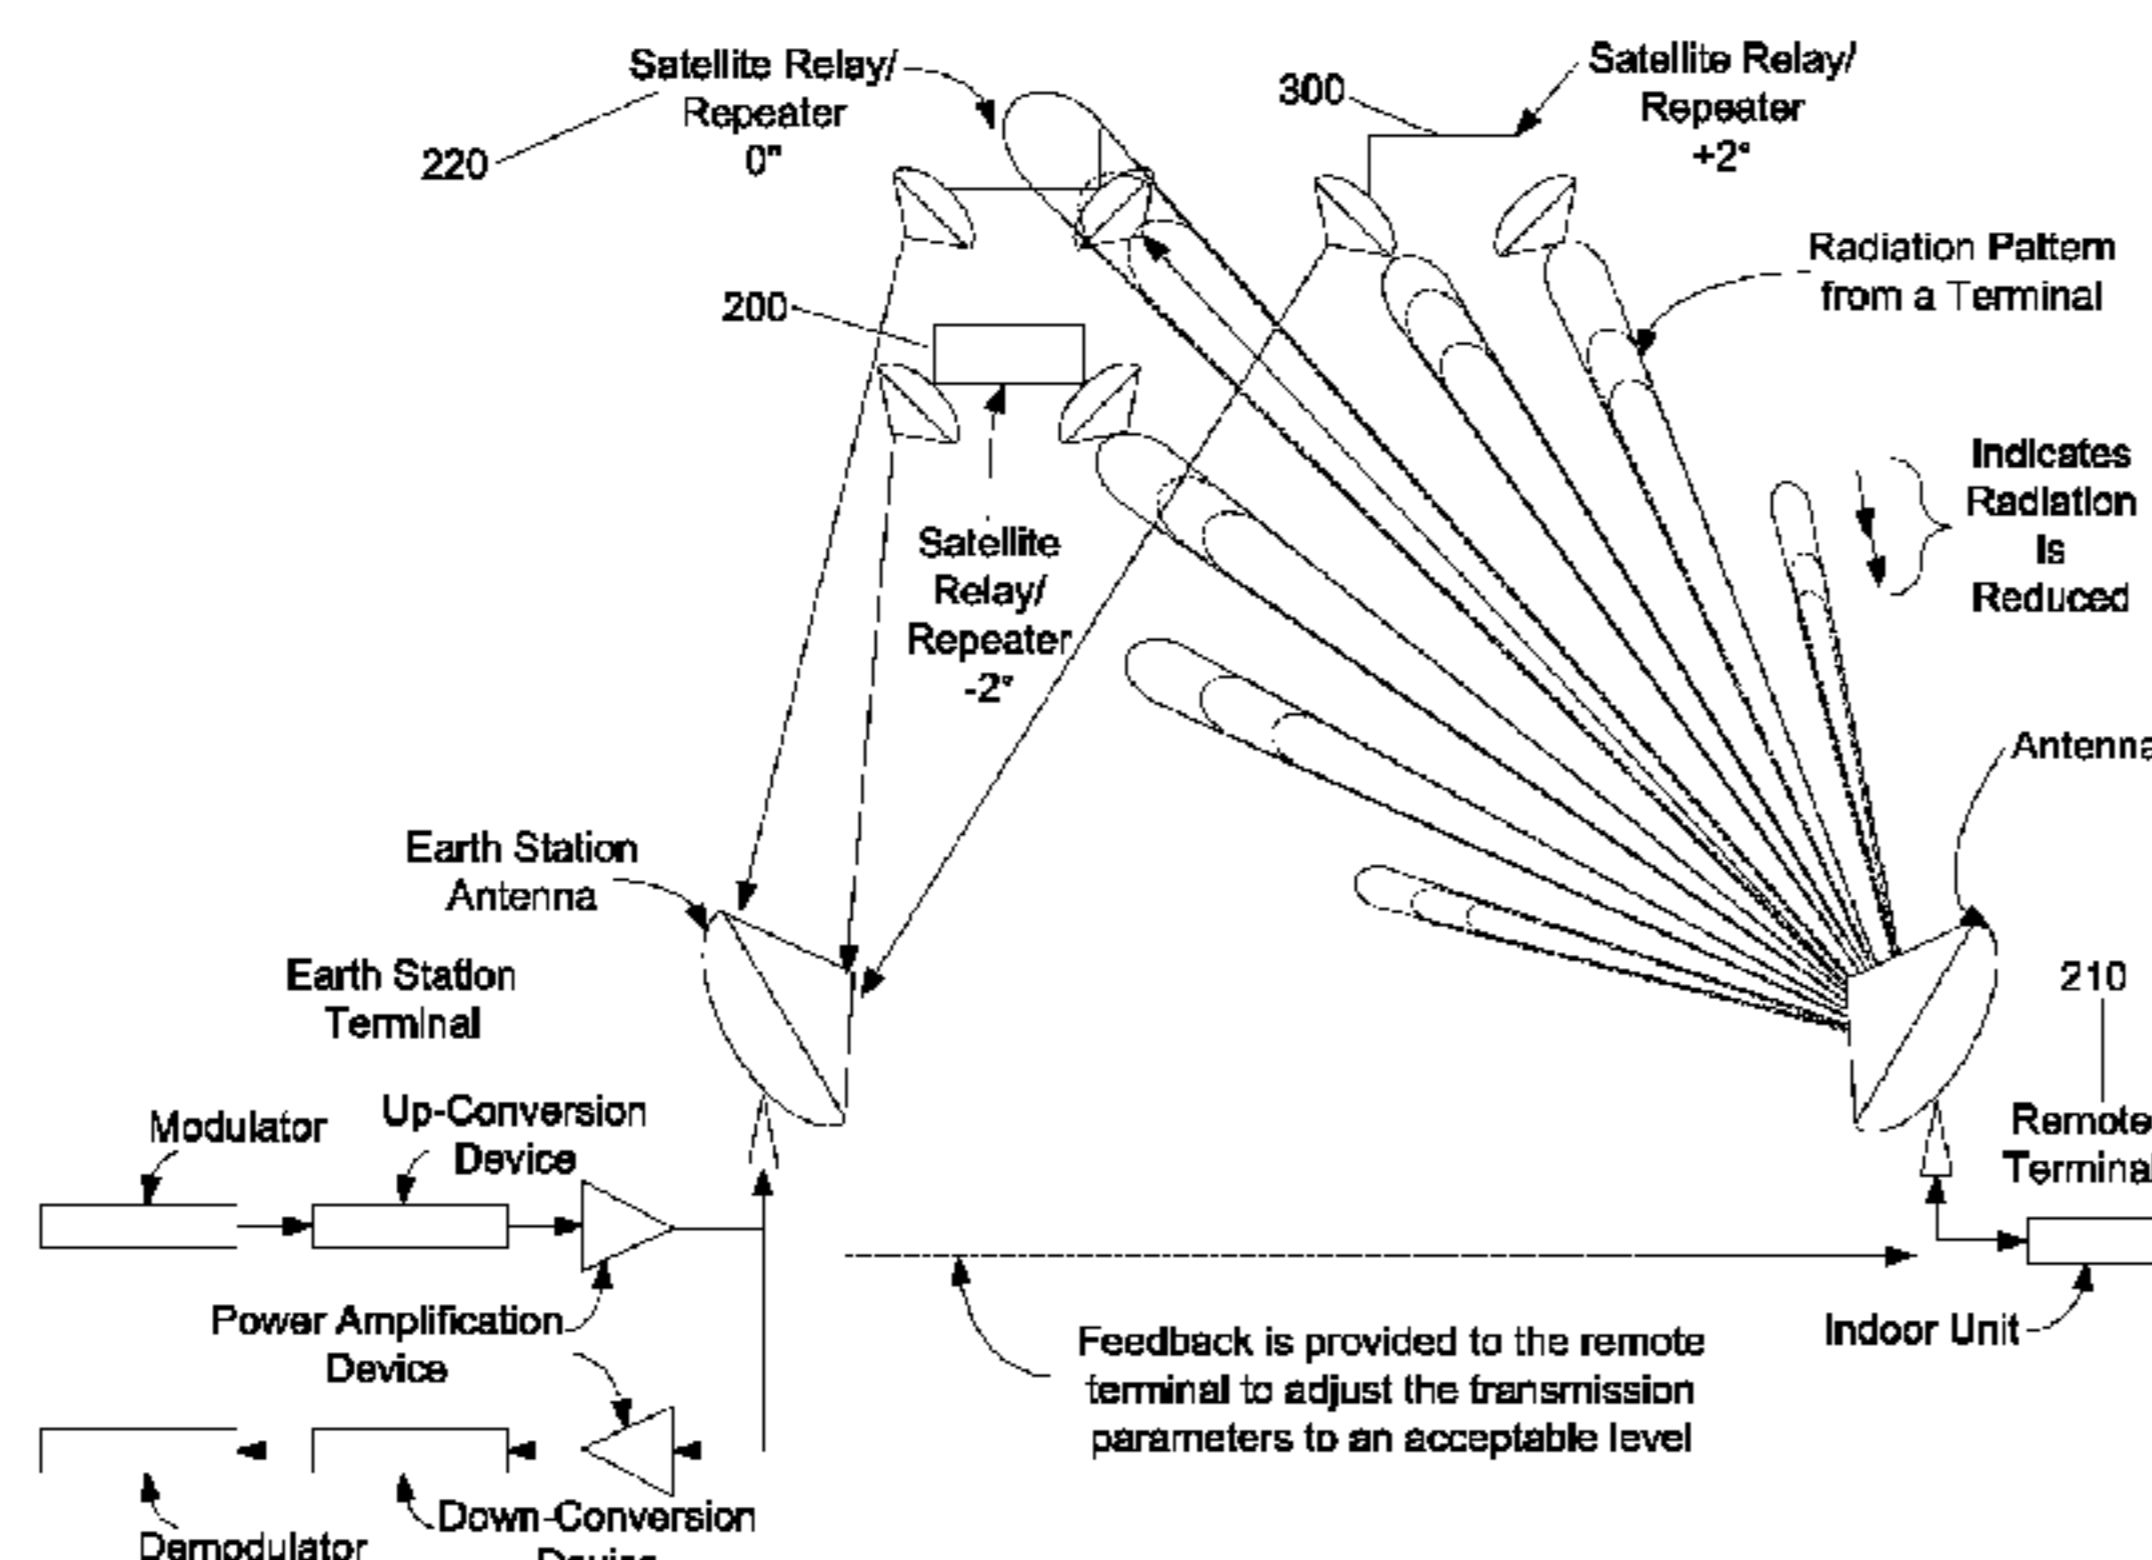 Satellite Relay/
Repeater
0"
220
300
Satellite Relay/
Repeater
+2°
Radiation Pattern
from a Terminal
200
Indicates
Radiation
Is
Reduced
Satellite
Relay/
Repeater
-2°
Antenna
Earth Station
Antenna
Earth Station
Terminal
210
Remote
Terminal
Modulator
Up-Conversion
Device
Power Amplification
Device
Indoor Unit
Feedback is provided to the remote
terminal to adjust the transmission
parameters to an acceptable level
Demodulator
Down-Conversion
Device